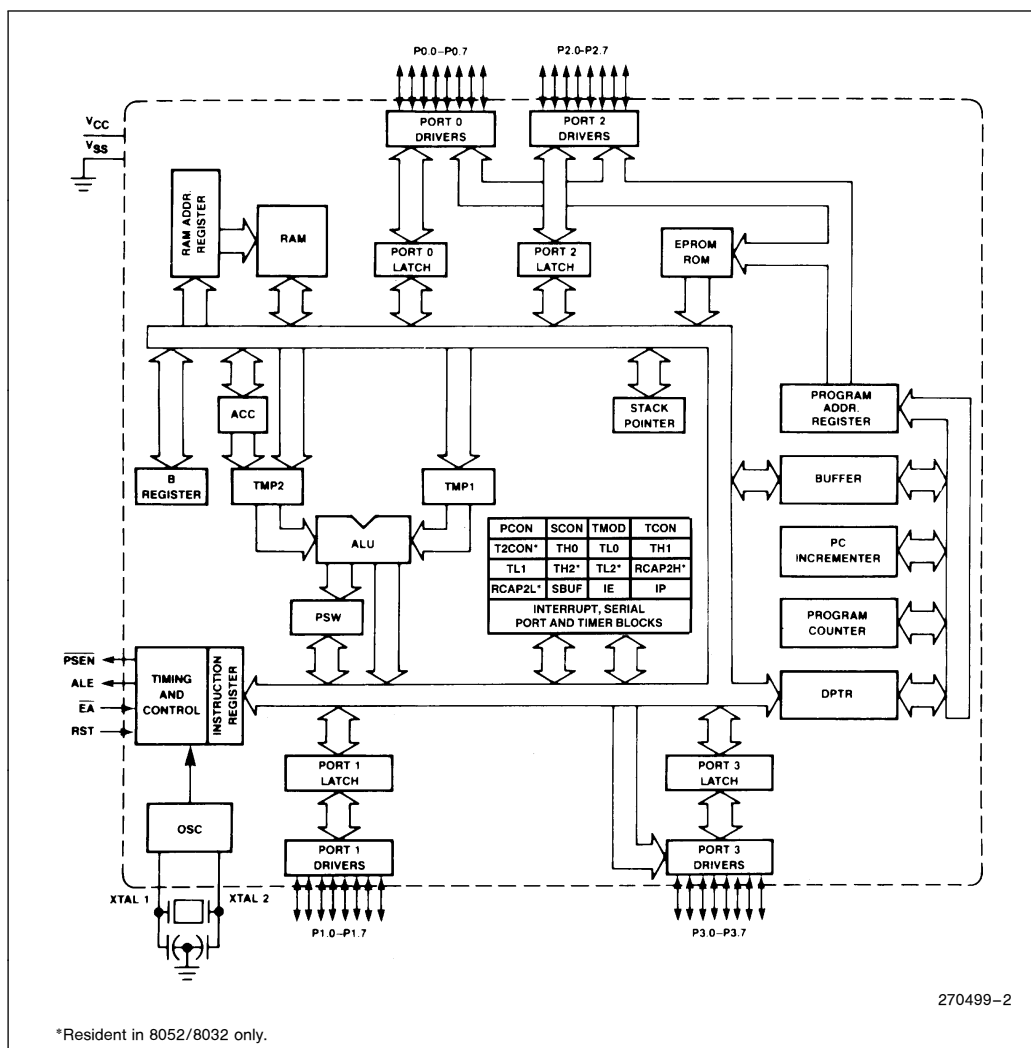 P0.0–P0.7
P2.0-P2.7
VCC
VSS
PORT 0
DRIVERS
PORT 2
DRIVERS
RAM ADDR.
REGISTER
RAM
PORT 0
LATCH
PORT 2
LATCH
EPROM
ROM
ACC
STACK
POINTER
PROGRAM
ADDR.
REGISTER
B
REGISTER
TMP2
TMP1
BUFFER
ALU
PCON SCON TMOD TCON
T2CON* TH0 TL0 TH1
TL1 TH2* TL2* RCAP2H*
RCAP2L* SBUF IE IP
INTERRUPT, SERIAL
PORT AND TIMER BLOCKS
PC
INCREMENTER
PSW
PROGRAM
COUNTER
PSEN
ALE
EA
RST
TIMING
AND
CONTROL
INSTRUCTION
REGISTER
DPTR
PORT 1
LATCH
PORT 3
LATCH
OSC
PORT 1
DRIVERS
PORT 3
DRIVERS
XTAL 1
XTAL 2
P1.0–P1.7
P3.0–P3.7
270499–2
*Resident in 8052/8032 only.